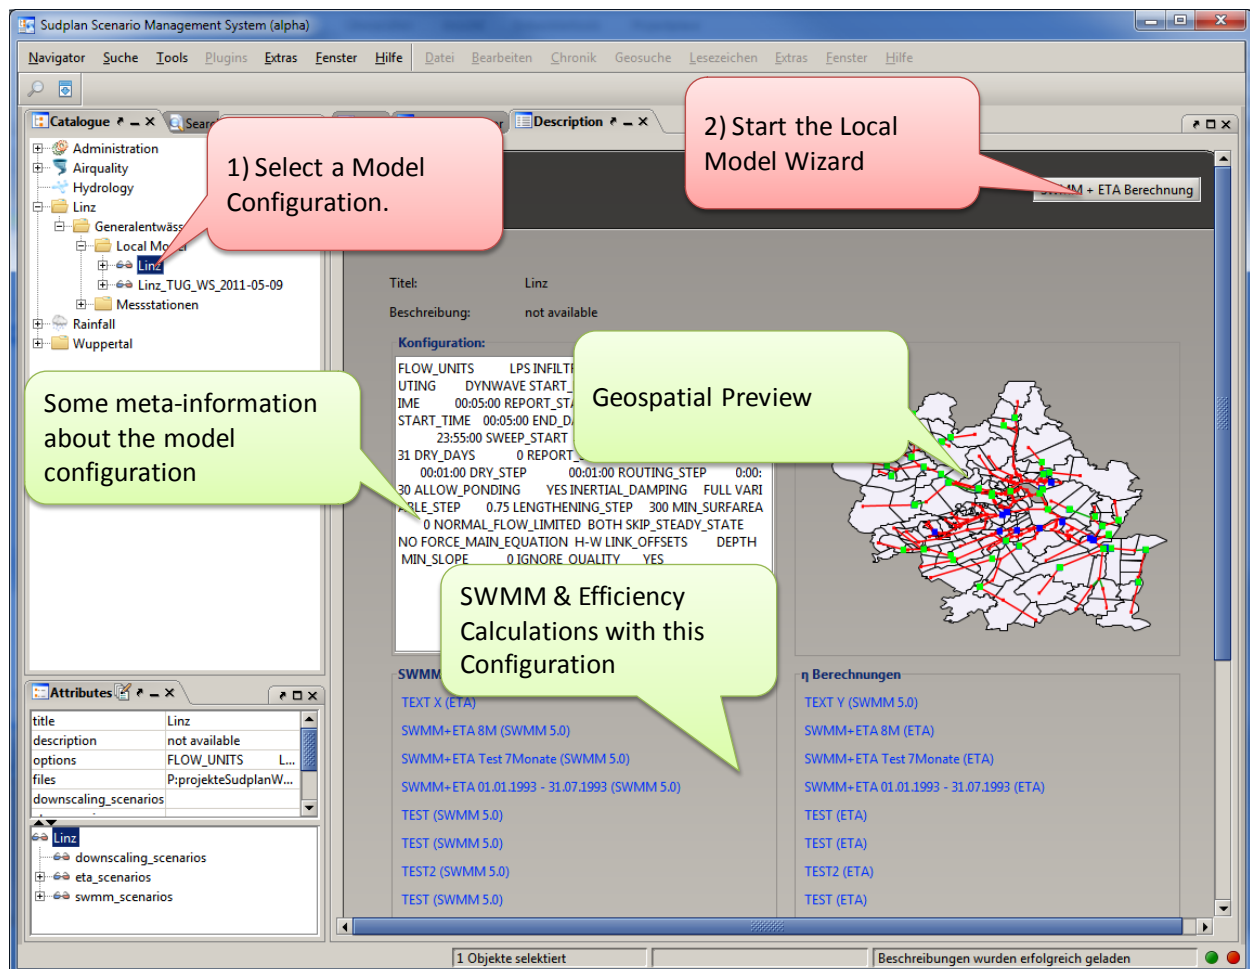 Sudplan Scenario Management System (alpha)
Navigator Suche Tools Plugins Extras Fenster Hilfe Datei Bearbeiten Chronik Geosuche Lesezeichen Extras Fenster Hilfe
Catalogue
Description
Administration
Airquality
Hydrology
Linz
Local
Linz
Linz_TUG_WS_2011-05-09
Messstationen
Rainfall
Wuppertal
1) Select a Model
Configuration.
2) Start the Local
Model Wizard
+ ETA Berechnung
Titel: Linz
Beschreibung: not available
Konfiguration:
FLOW_UNITS LPS
UTING DYNWAVE
IME 00:05:00
START_TIME 00:05:00
23:55:00 SWEEP_START
31 DRY_DAYS 0
00:01:00 DRY_STEP 00:01:00 ROUTING_STEP 0:00:
30 ALLOW_PONDING YES INERTIAL_DAMPING FULL VARI
ABLE_STEP 0.75 LENGTHENING_STEP 300 MIN_SURFAREA
0 NORMAL_FLOW_LIMITED BOTH SKIP_STEADY_STATE
NO FORCE_MAIN_EQUATION H-W LINK_OFFSETS DEPTH
MIN_SLOPE 0 IGNORE_QUALITY YES
Geospatial Preview
Some meta-information
about the model
configuration
SWMM & Efficiency
Calculations with this
Configuration
SWMM
TEXT X (ETA)
SWMM+ETA 8M (SWMM 5.0)
SWMM+ETA Test 7Monate (SWMM 5.0)
SWMM+ETA 01.01.1993 - 31.07.1993 (SWMM 5.0)
TEST (SWMM 5.0)
TEST (SWMM 5.0)
TEST2 (SWMM 5.0)
TEST (SWMM 5.0)
η Berechnungen
TEXT Y (SWMM 5.0)
SWMM+ETA 8M (ETA)
SWMM+ETA Test 7Monate (ETA)
SWMM+ETA 01.01.1993 - 31.07.1993 (ETA)
TEST (ETA)
TEST (ETA)
TEST2 (ETA)
TEST (ETA)
Attributes
title Linz
description not available
options FLOW_UNITS L...
files P:projekteSudplanW...
downscaling_scenarios
Linz
downscaling_scenarios
eta_scenarios
swmm_scenarios
1 Objekte selektiert
Beschreibungen wurden erfolgreich geladen